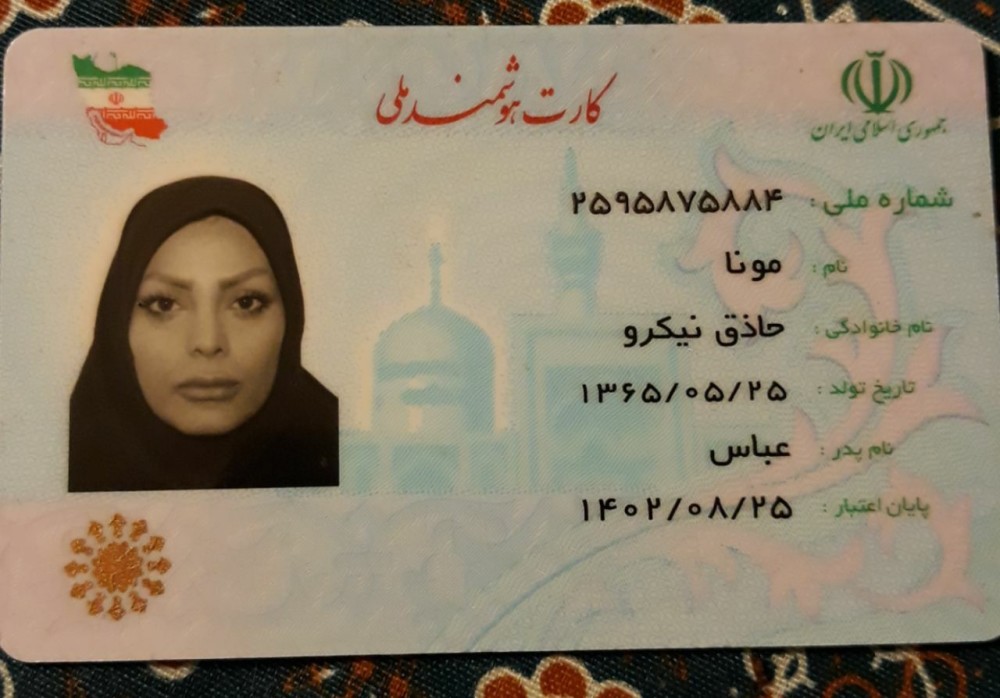 کارت هوشمند ملی
جمهوری اسلامی ایران
شماره ملی : ۲۵۹۵۸۷۵۸۸۴
نام : مونا
نام خانوادگی : حاذق نیکرو
تاریخ تولد : ۱۳۶۵/۰۵/۲۵
نام پدر : عباس
پایان اعتبار : ۱۴۰۲/۰۸/۲۵